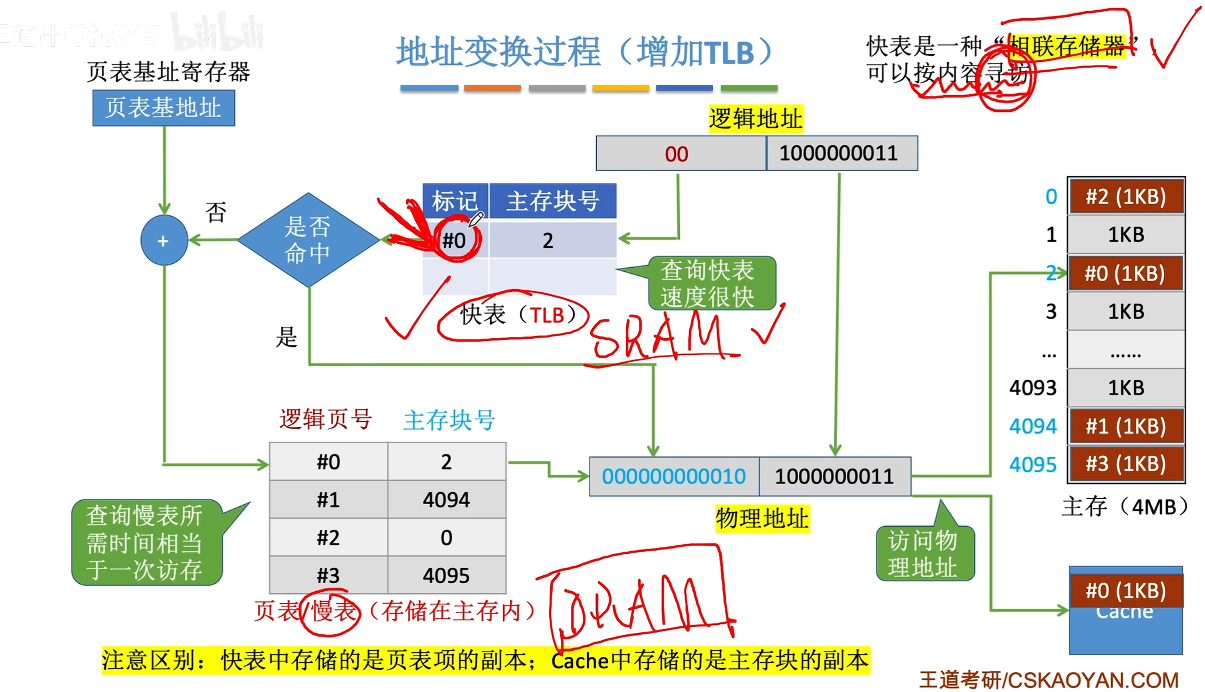 bilibili
地址变换过程（增加TLB）
快表是一种“相联存储器”，
可以按内容寻访
页表基址寄存器
页表基地址
逻辑地址
00 1000000011
标记 主存块号
#0 2
否
是否
命中
+
查询快表
速度很快
快表（TLB）
SRAM
是
0 #2 (1KB)
1 1KB
2 #0 (1KB)
3 1KB
... ......
4093 1KB
4094 #1 (1KB)
4095 #3 (1KB)
主存（4MB）
逻辑页号 主存块号
#0 2
#1 4094
#2 0
#3 4095
000000000010 1000000011
物理地址
查询慢表所
需时间相当
于一次访存
访问物
理地址
页表/慢表（存储在主存内）
DRAM
#0 (1KB)
Cache
注意区别：快表中存储的是页表项的副本；Cache中存储的是主存块的副本
王道考研/CSKAOYAN.COM